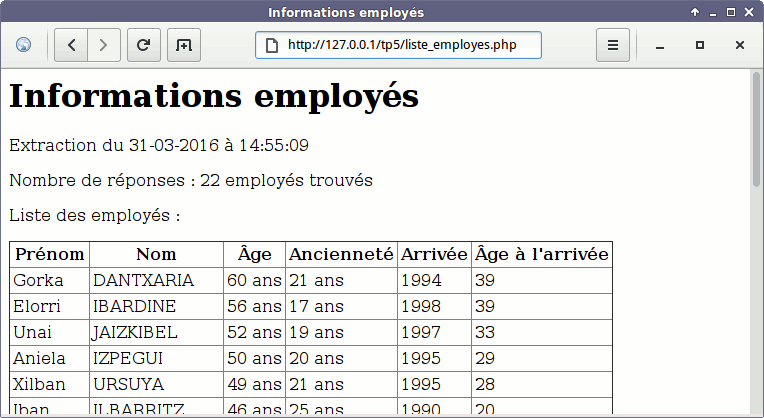 Informations employés
http://127.0.0.1/tp5/liste_employes.php
Informations employés
Extraction du 31-03-2016 à 14:55:09
Nombre de réponses : 22 employés trouvés
Liste des employés :
Prénom Nom Âge Ancienneté Arrivée Âge à l'arrivée
Gorka DANTXARIA 60 ans 21 ans 1994 39
Elorri IBARDINE 56 ans 17 ans 1998 39
Unai JAIZKIBEL 52 ans 19 ans 1997 33
Aniela IZPEGUI 50 ans 20 ans 1995 29
Xilban URSUYA 49 ans 21 ans 1995 28
Iban ILBARRITZ 46 ans 25 ans 1990 20